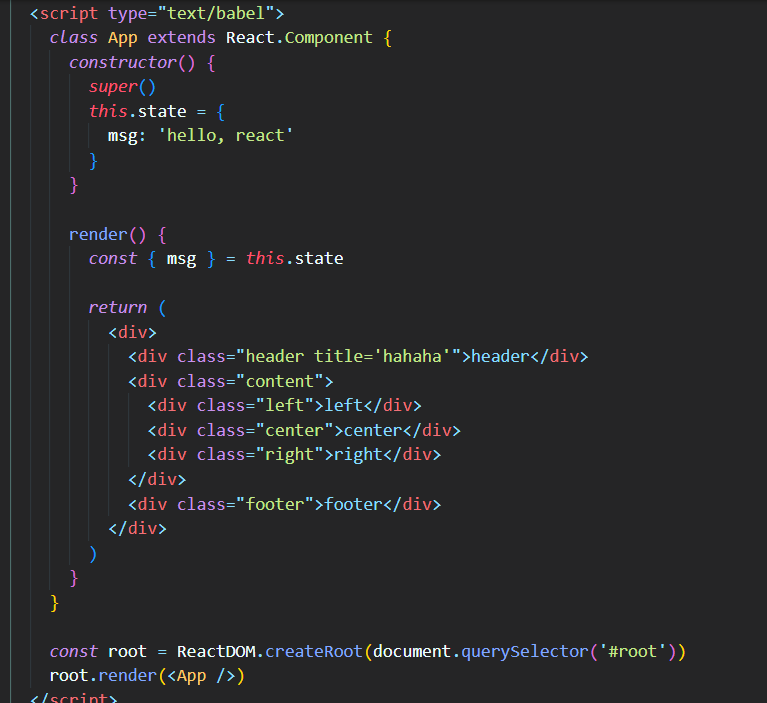 <script type="text/babel">
class App extends React.Component {
constructor() {
super()
this.state = {
msg: 'hello, react'
}
}
render() {
const { msg } = this.state
return (
<div>
<div class="header title='hahaha'">header</div>
<div class="content">
<div class="left">left</div>
<div class="center">center</div>
<div class="right">right</div>
</div>
<div class="footer">footer</div>
</div>
)
}
}
const root = ReactDOM.createRoot(document.querySelector('#root'))
root.render(<App />)
</script>